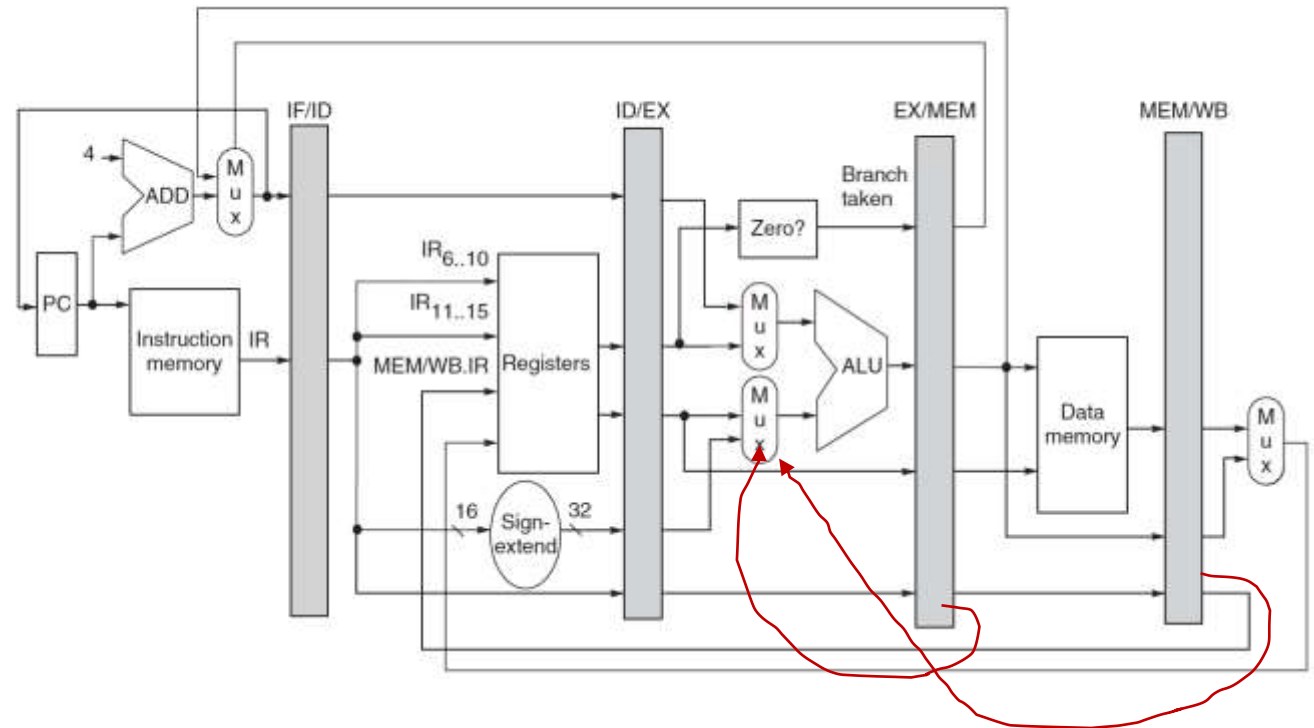 IF/ID
ID/EX
EX/MEM
MEM/WB
4
ADD
M
u
x
Branch
taken
Zero?
IR6..10
IR11..15
MEM/WB.IR
Registers
PC
Instruction
memory
IR
M
u
x
M
u
x
ALU
Data
memory
M
u
x
16
Sign-
extend
32